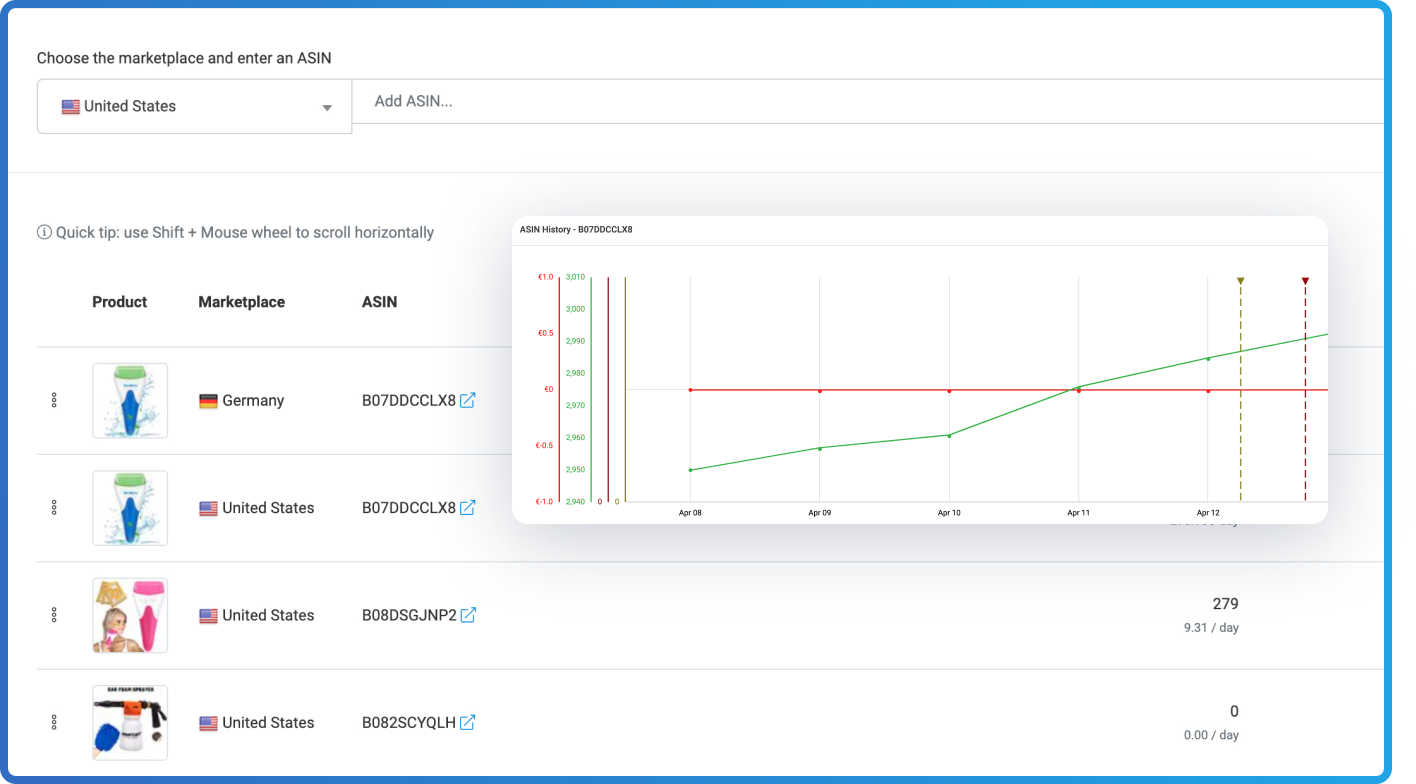 Choose the marketplace and enter an ASIN
United States
Add ASIN...
Quick tip: use Shift + Mouse wheel to scroll horizontally
ASIN History - B07DDCCLX8
€1.0 3,010
3,000
€0.5
2,990
2,980
€0
2,970
2,960
€-0.5
2,950
€-1.0 2,940 0 0
Apr 08 Apr 09 Apr 10 Apr 11 Apr 12
Product Marketplace ASIN
Germany B07DDCCLX8
United States B07DDCCLX8
United States B08DSGJNP2
279
9.31 / day
CAR FOAM SPRAYER
United States B082SCYQLH
0
0.00 / day